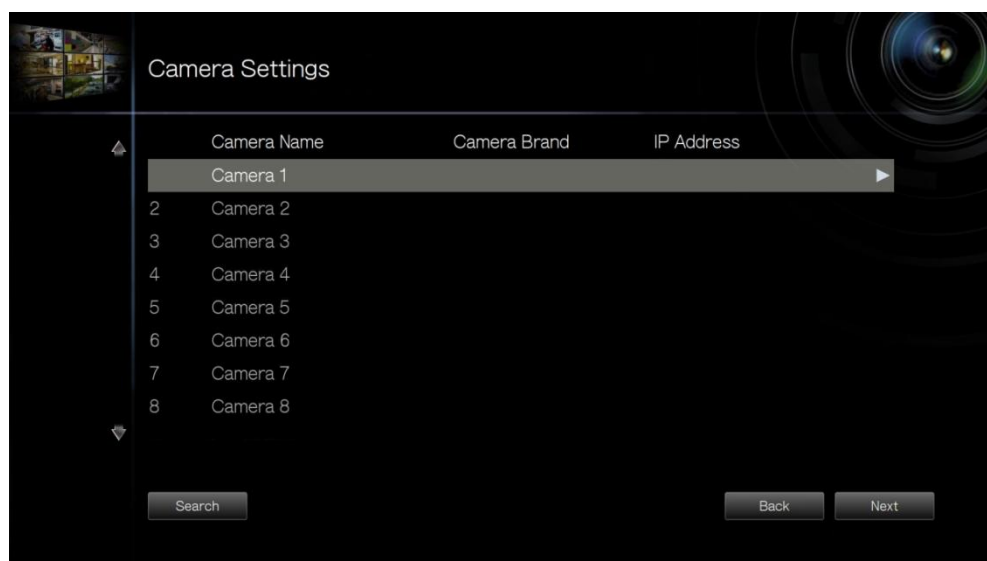 Camera Settings
Camera Name Camera Brand IP Address
Camera 1
2 Camera 2
3 Camera 3
4 Camera 4
5 Camera 5
6 Camera 6
7 Camera 7
8 Camera 8
Search Back Next